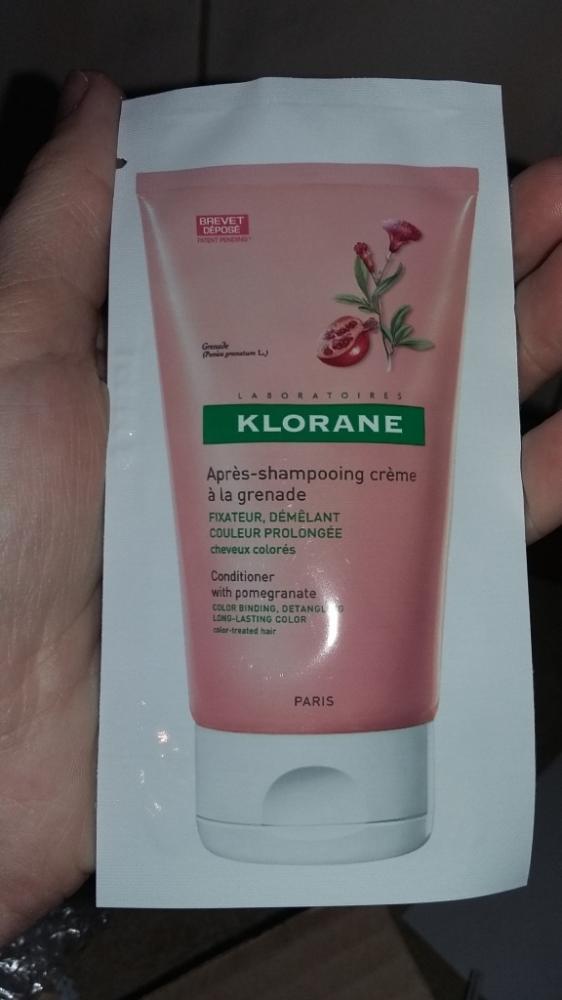 BREVET
DÉPOSÉ
PATENT PENDING*
Grenade
(Punica granatum L.)
LABORATOIRES
KLORANE
Après-shampooing crème
à la grenade
FIXATEUR, DÉMÊLANT
COULEUR PROLONGÉE
cheveux colorés
Conditioner
with pomegranate
COLOR BINDING, DETANGLING
LONG-LASTING COLOR
color-treated hair
PARIS